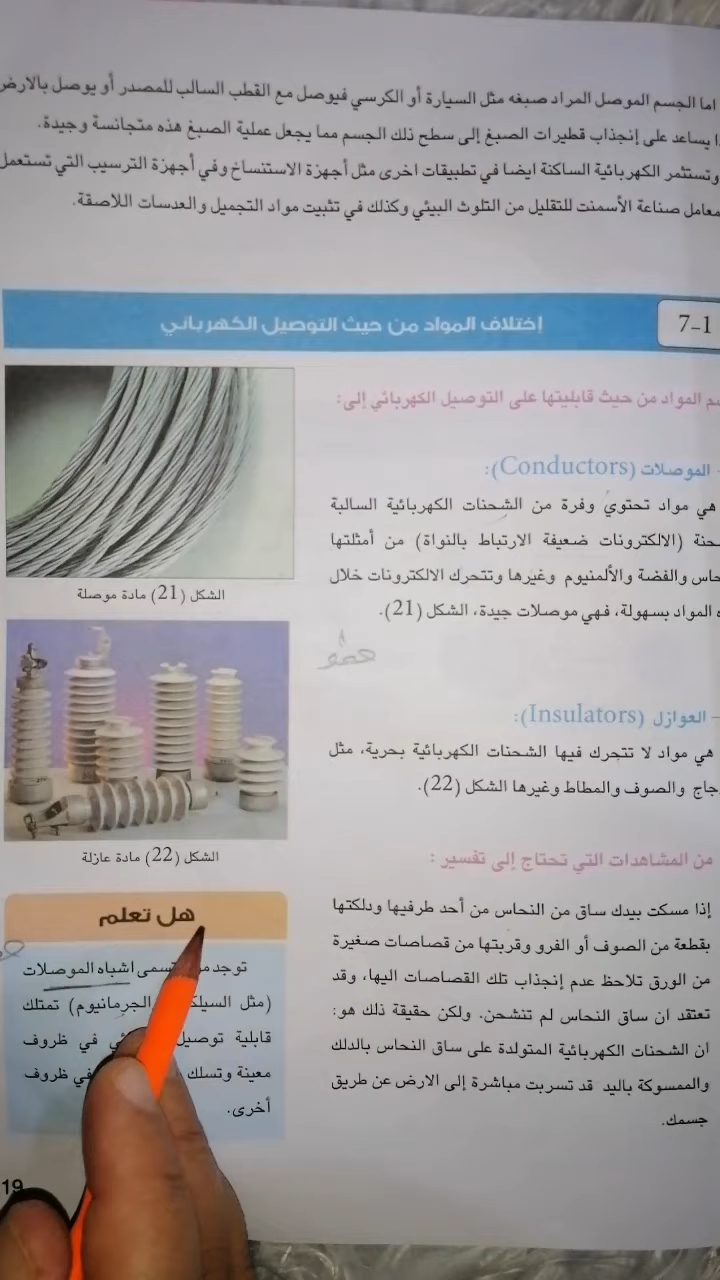 اما الجسم الموصل المراد صبغه مثل السيارة أو الكرسي فيوصل مع القطب السالب للمصدر أو يوصل بالارض
يساعد على إنجذاب قطيرات الصبغ إلى سطح ذلك الجسم مما يجعل عملية الصبغ هذه متجانسة وجيدة.
وتستثمر الكهربائية الساكنة ايضا في تطبيقات اخرى مثل أجهزة الاستنساخ وفي أجهزة الترسيب التي تستعمل
معامل صناعة الأسمنت للتقليل من التلوث البيئي وكذلك في تثبيت مواد التجميل والعدسات اللاصقة.
7-1
إختلاف المواد من حيث التوصيل الكهربائي
المواد من حيث قابليتها على التوصيل الكهربائي إلى:
- الموصلات (Conductors):
هي مواد تحتوي وفرة من الشحنات الكهربائية السالبة
(الالكترونات ضعيفة الارتباط بالنواة) من أمثلتها
والفضة والألمنيوم وغيرها وتتحرك الالكترونات خلال
المواد بسهولة، فهي موصلات جيدة، الشكل (21).
الشكل (21) مادة موصلة
- العوازل (Insulators):
هي مواد لا تتحرك فيها الشحنات الكهربائية بحرية، مثل
والصوف والمطاط وغيرها الشكل (22).
الشكل (22) مادة عازلة
من المشاهدات التي تحتاج إلى تفسير :
إذا مسكت بيدك ساق من النحاس من أحد طرفيها ودلكتها
بقطعة من الصوف أو الفرو وقربتها من قصاصات صغيرة
من الورق تلاحظ عدم إنجذاب تلك القصاصات اليها، وقد
تعتقد ان ساق النحاس لم تنشحن. ولكن حقيقة ذلك هو:
ان الشحنات الكهربائية المتولدة على ساق النحاس بالدلك
والممسوكة باليد قد تسربت مباشرة إلى الارض عن طريق
جسمك.
هل تعلم
توجد تسمى اشباه الموصلات
(مثل الجرمانيوم) تمتلك
قابلية توصيل في ظروف
معينة وتسلك في ظروف
أخرى.
19